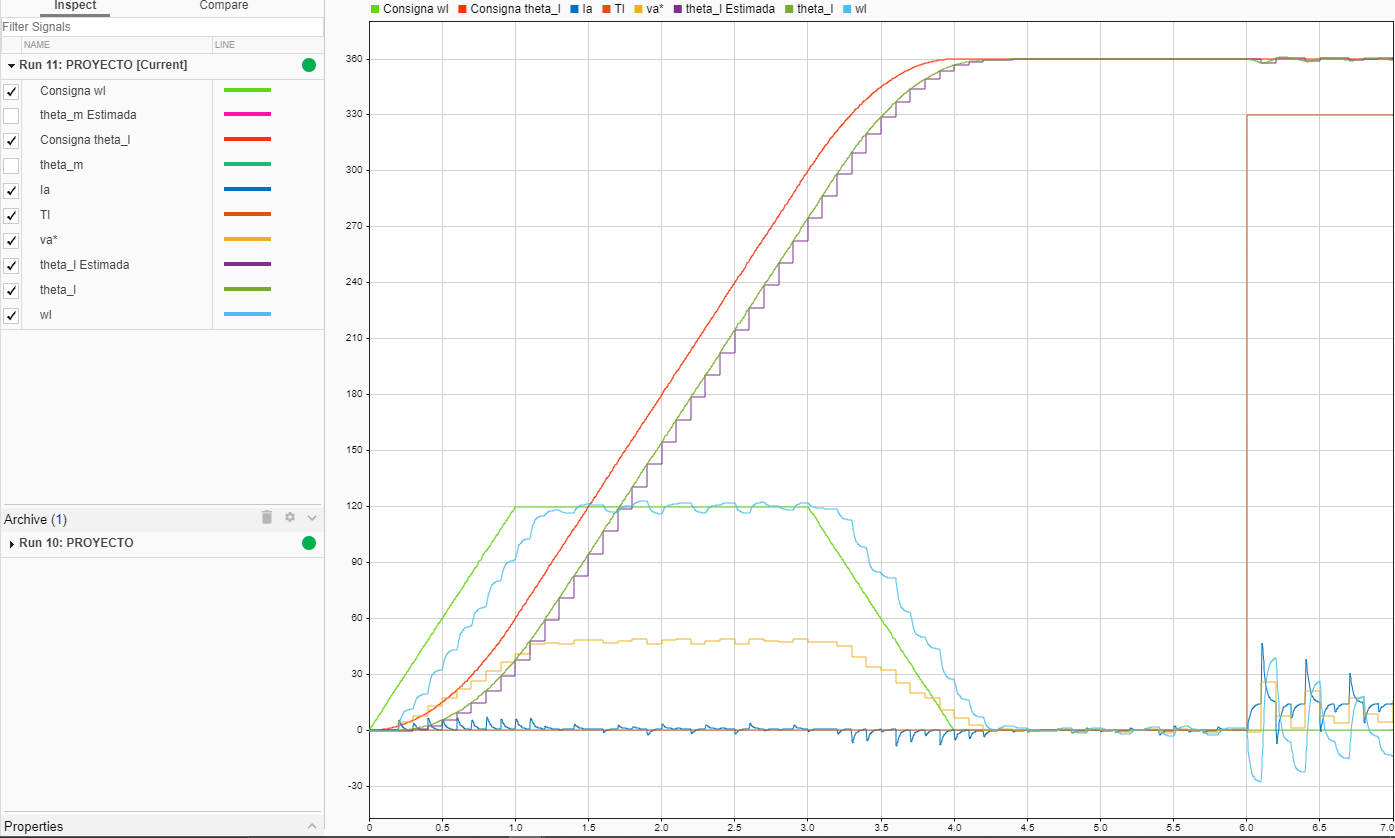 Inspect Compare
Filter Signals
NAME LINE
Run 11: PROYECTO [Current]
Consigna wl
theta_m Estimada
Consigna theta_l
theta_m
Ia
Tl
va*
theta_l Estimada
theta_l
wl
Archive (1)
Run 10: PROYECTO
Properties
Consigna wl Consigna theta_l Ia Tl va* theta_l Estimada theta_l wl
360
330
300
270
240
210
180
150
120
90
60
30
0
-30
0 0.5 1.0 1.5 2.0 2.5 3.0 3.5 4.0 4.5 5.0 5.5 6.0 6.5 7.0